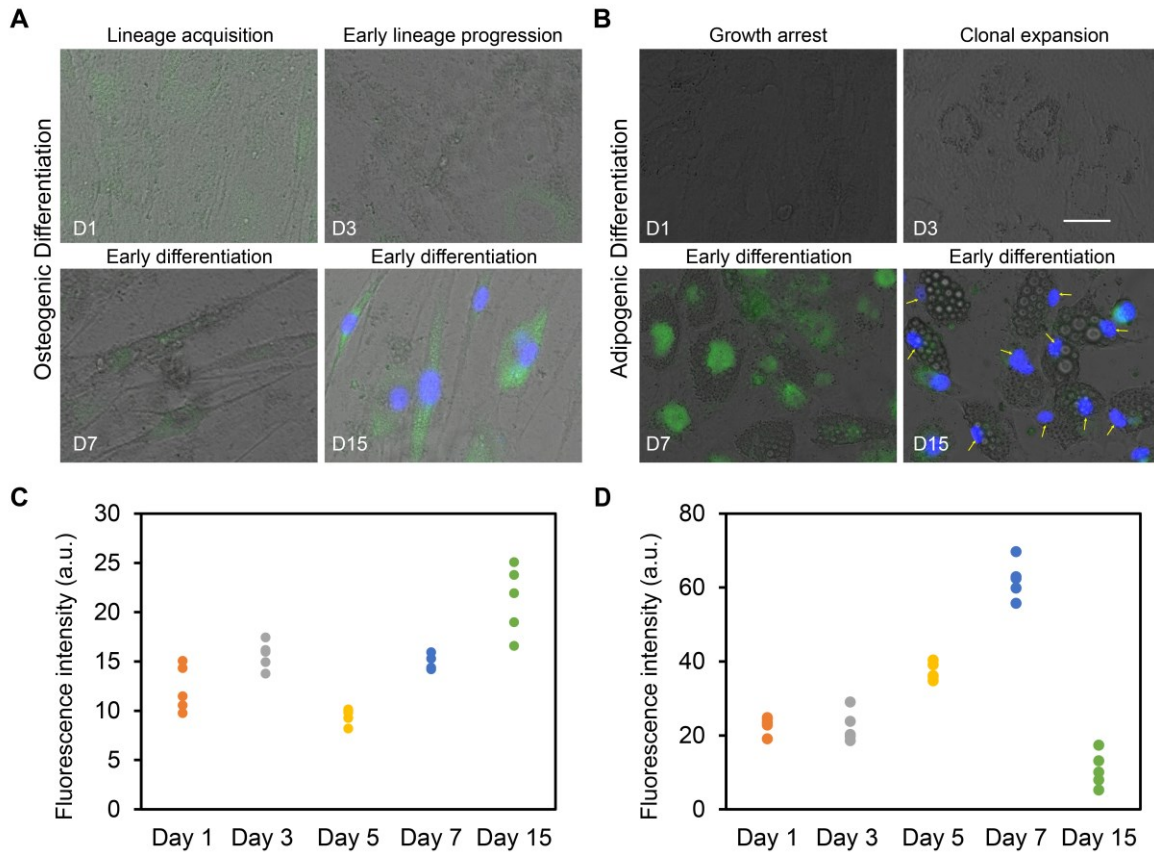 A
Lineage acquisition
Early lineage progression
Osteogenic Differentiation
D1
D3
Early differentiation
Early differentiation
D7
D15
B
Growth arrest
Clonal expansion
Adipogenic Differentiation
D1
D3
Early differentiation
Early differentiation
D7
D15
C
Fluorescence intensity (a.u.)
30
25
20
15
10
5
0
Day 1 Day 3 Day 5 Day 7 Day 15
D
Fluorescence intensity (a.u.)
80
60
40
20
0
Day 1 Day 3 Day 5 Day 7 Day 15